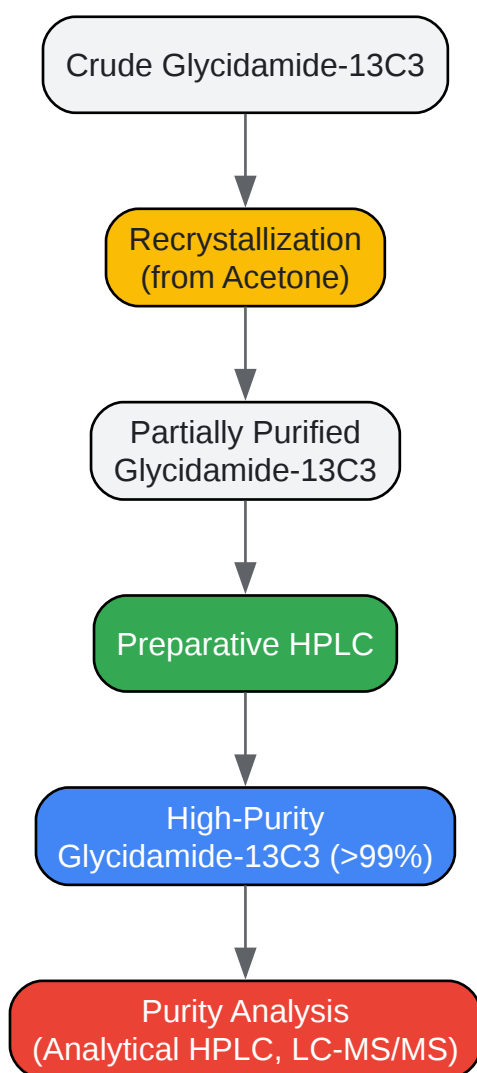 Crude Glycidamide-13C3
Recrystallization
(from Acetone)
Partially Purified
Glycidamide-13C3
Preparative HPLC
High-Purity
Glycidamide-13C3 (>99%)
Purity Analysis
(Analytical HPLC, LC-MS/MS)